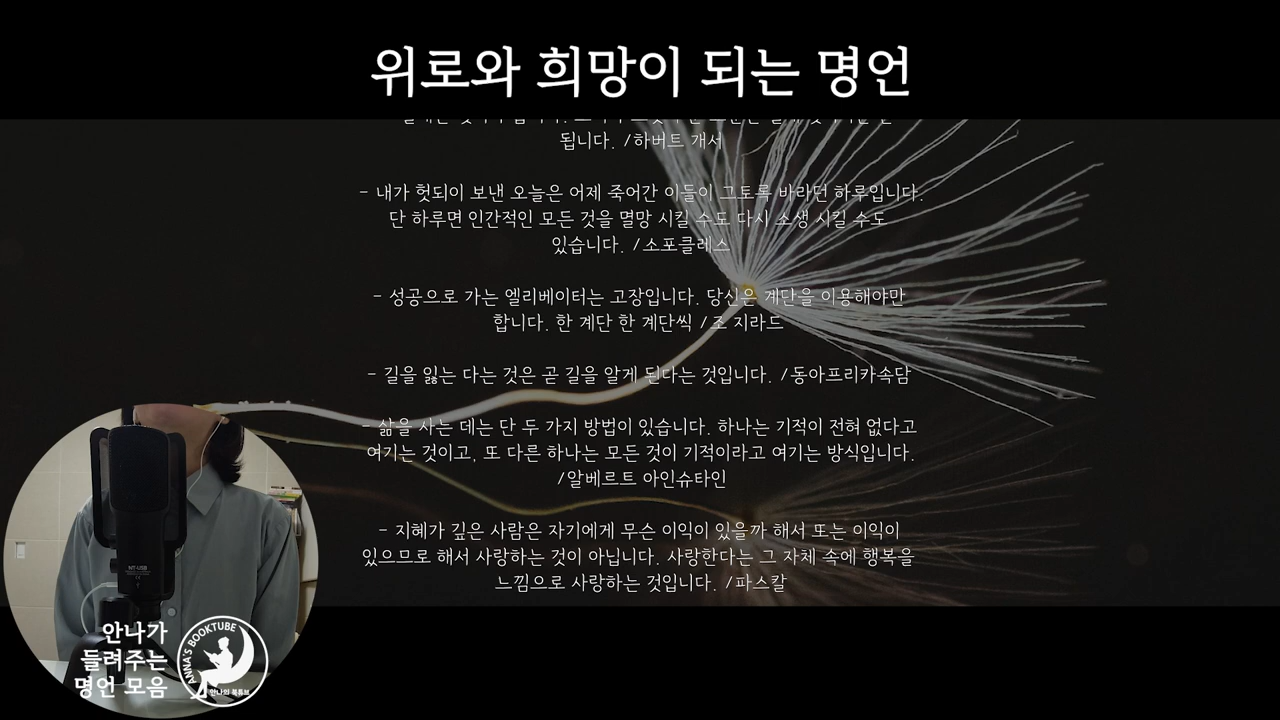 위로와 희망이 되는 명언
됩니다. /하버트 개서
- 내가 헛되이 보낸 오늘은 어제 죽어간 이들이 그토록 바라던 하루입니다.
단 하루면 인간적인 모든 것을 멸망 시킬 수도 다시 소생 시킬 수도
있습니다. /소포클레스
- 성공으로 가는 엘리베이터는 고장입니다. 당신은 계단을 이용해야만
합니다. 한 계단 한 계단씩 /조 지라드
- 길을 잃는 다는 것은 곧 길을 알게 된다는 것입니다. /동아프리카속담
- 삶을 사는 데는 단 두 가지 방법이 있습니다. 하나는 기적이 전혀 없다고
여기는 것이고, 또 다른 하나는 모든 것이 기적이라고 여기는 방식입니다.
/알베르트 아인슈타인
- 지혜가 깊은 사람은 자기에게 무슨 이익이 있을까 해서 또는 이익이
있으므로 해서 사랑하는 것이 아닙니다. 사랑한다는 그 자체 속에 행복을
느낌으로 사랑하는 것입니다. /파스칼
WT-USB
안나가
들려주는
명언 모음
ANNA'S BOOKTUBE
안나의 북튜브